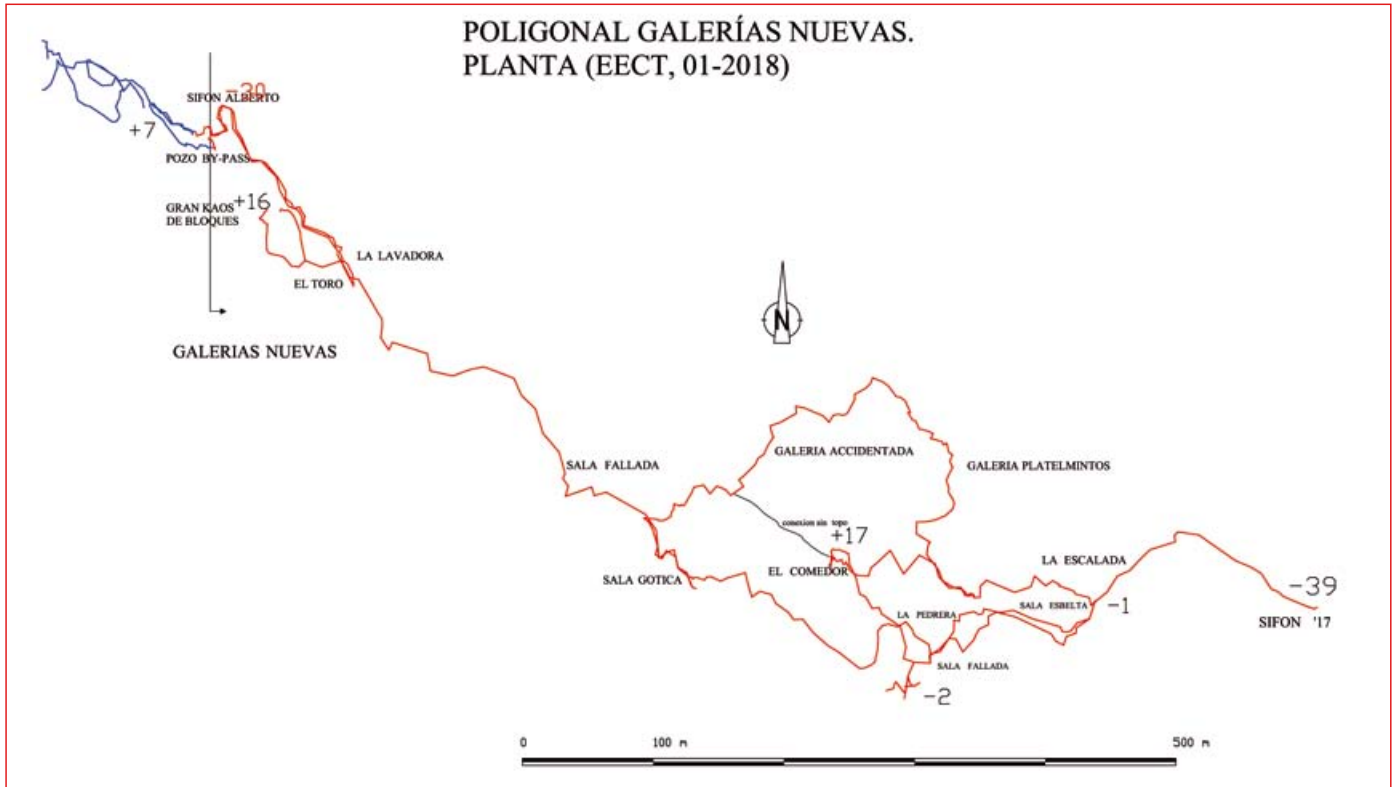 POLIGONAL GALERÍAS NUEVAS.
PLANTA (EECT, 01-2018)
-30
SIFON ALBERTO
+7
POZO BY-PASS
GRAN KAOS
DE BLOQUES
+16
LA LAVADORA
EL TORO
GALERIAS NUEVAS
N
SALA FALLADA
GALERIA ACCIDENTADA
GALERIA PLATELMINTOS
conexion sin topo
+17
EL COMEDOR
SALA GOTICA
LA ESCALADA
SALA ESBELTA
-1
-39
SIFON '17
LA PEDRERA
SALA FALLADA
-2
0
100 m
500 m